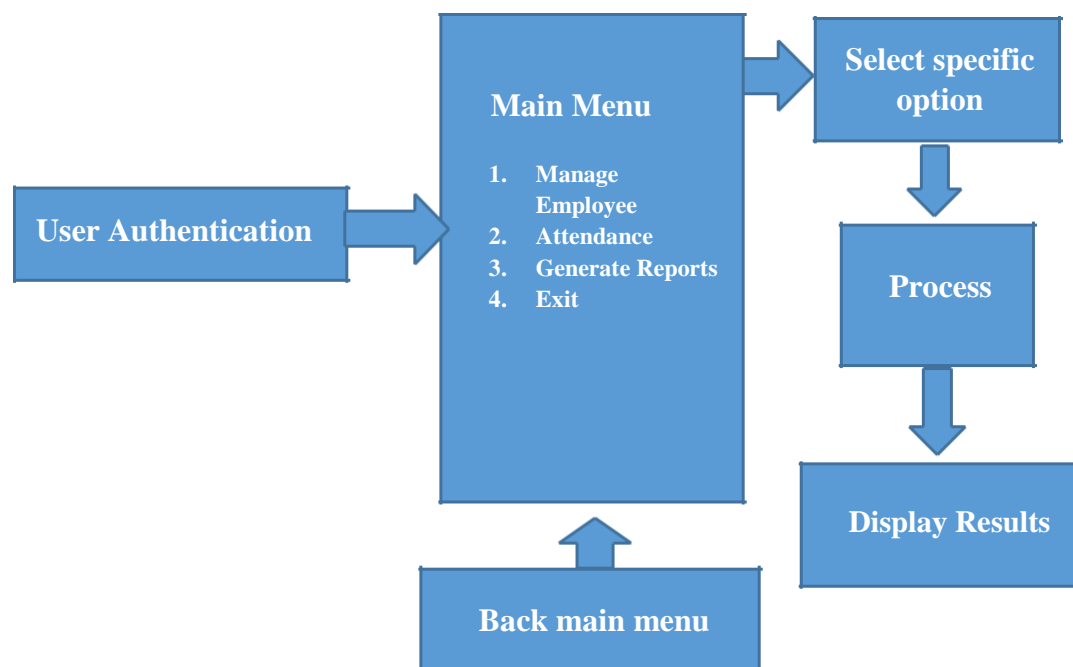 User Authentication
Main Menu
1. Manage
Employee
2. Attendance
3. Generate Reports
4. Exit
Select specific
option
Process
Display Results
Back main menu